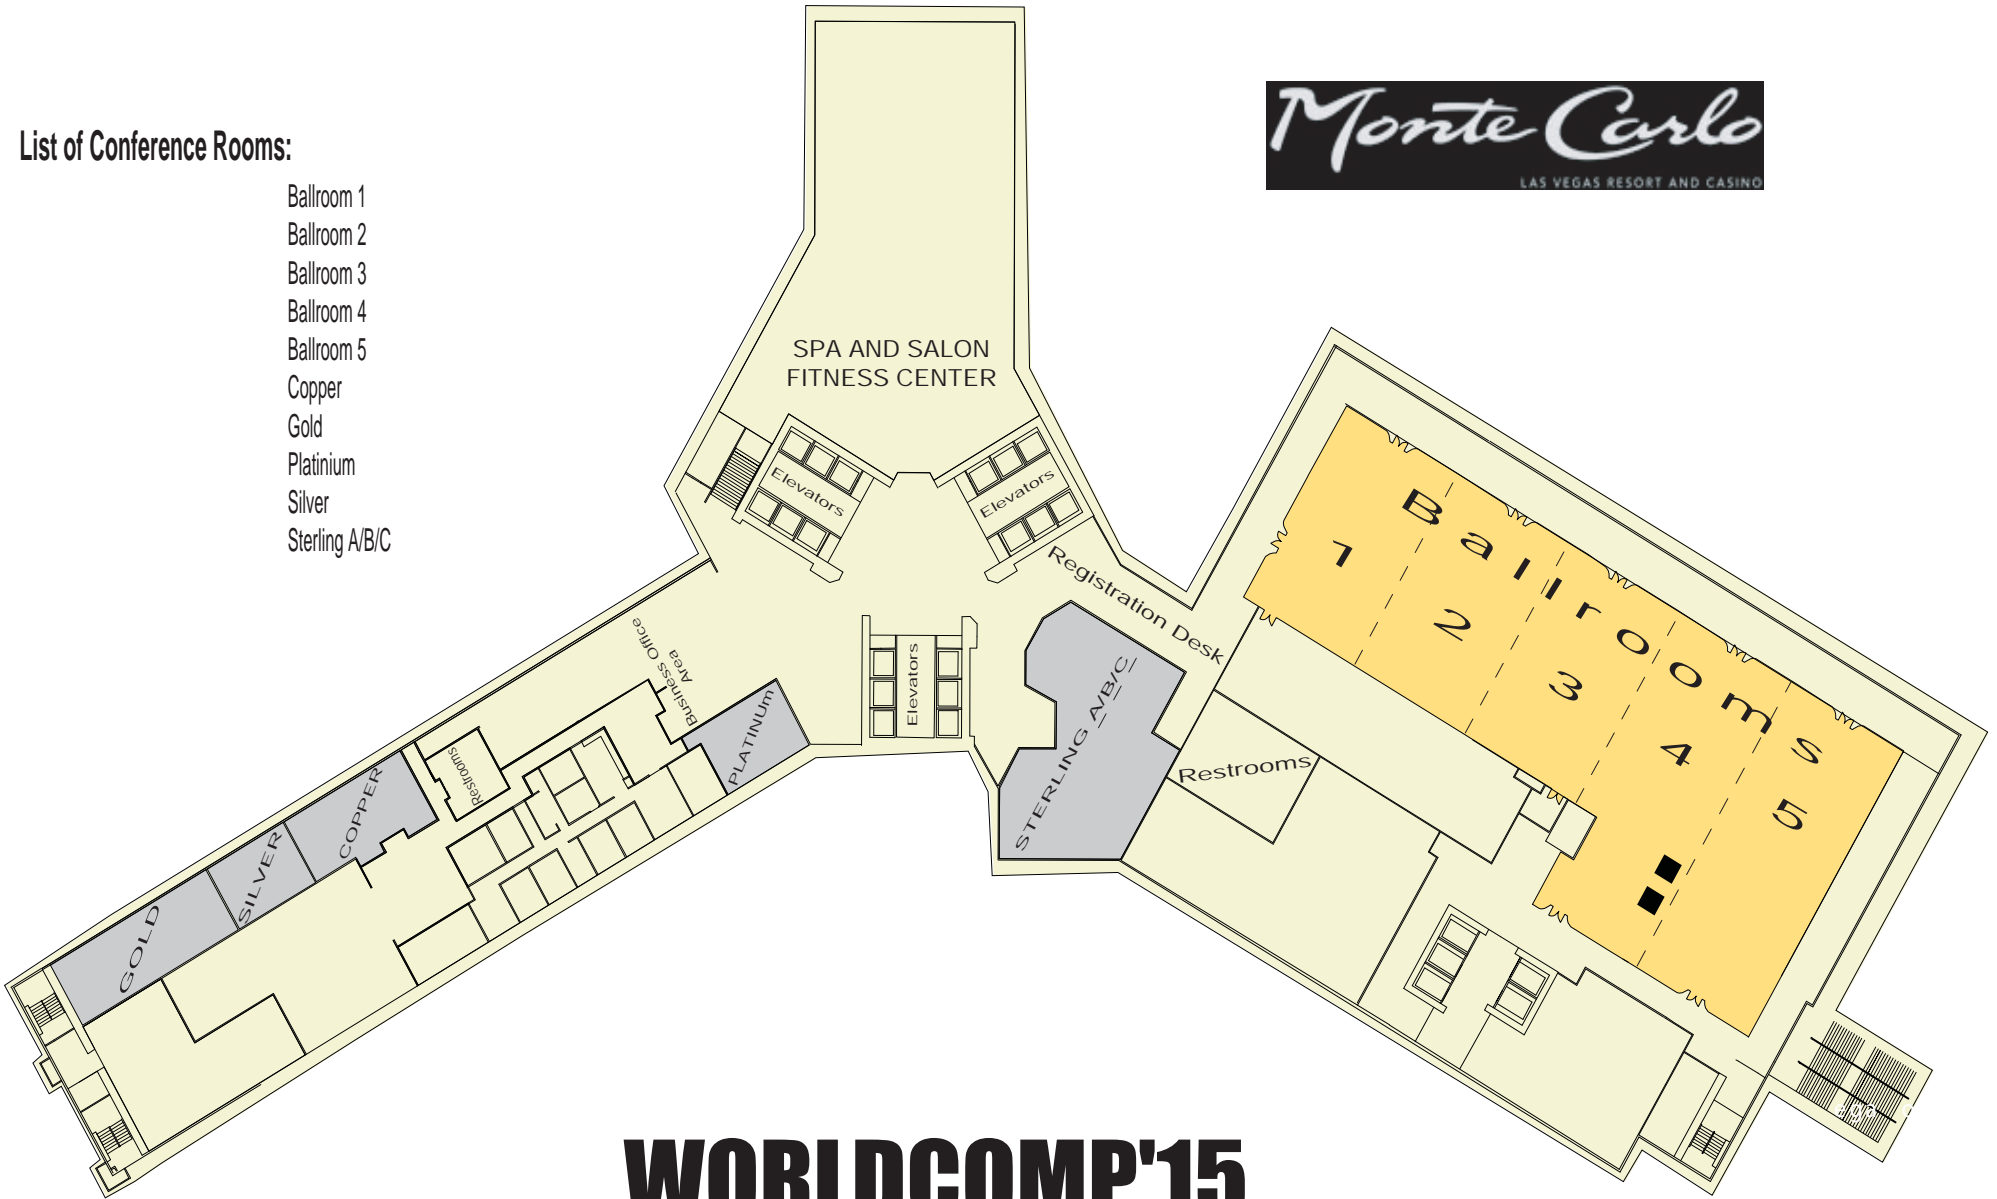 Monte Carlo
LAS VEGAS RESORT AND CASINO
List of Conference Rooms:
Ballroom 1
Ballroom 2
Ballroom 3
Ballroom 4
Ballroom 5
Copper
Gold
Platinium
Silver
Sterling A/B/C
SPA AND SALON
FITNESS CENTER
Elevators
Elevators
Registration Desk
Ballrooms
1
2
3
4
5
Business Office
Area
Elevators
PLATINUm
STERLING A/B/C
Restrooms
Restrooms
COPPER
SILVER
GOLD
WORLDCOMP'15